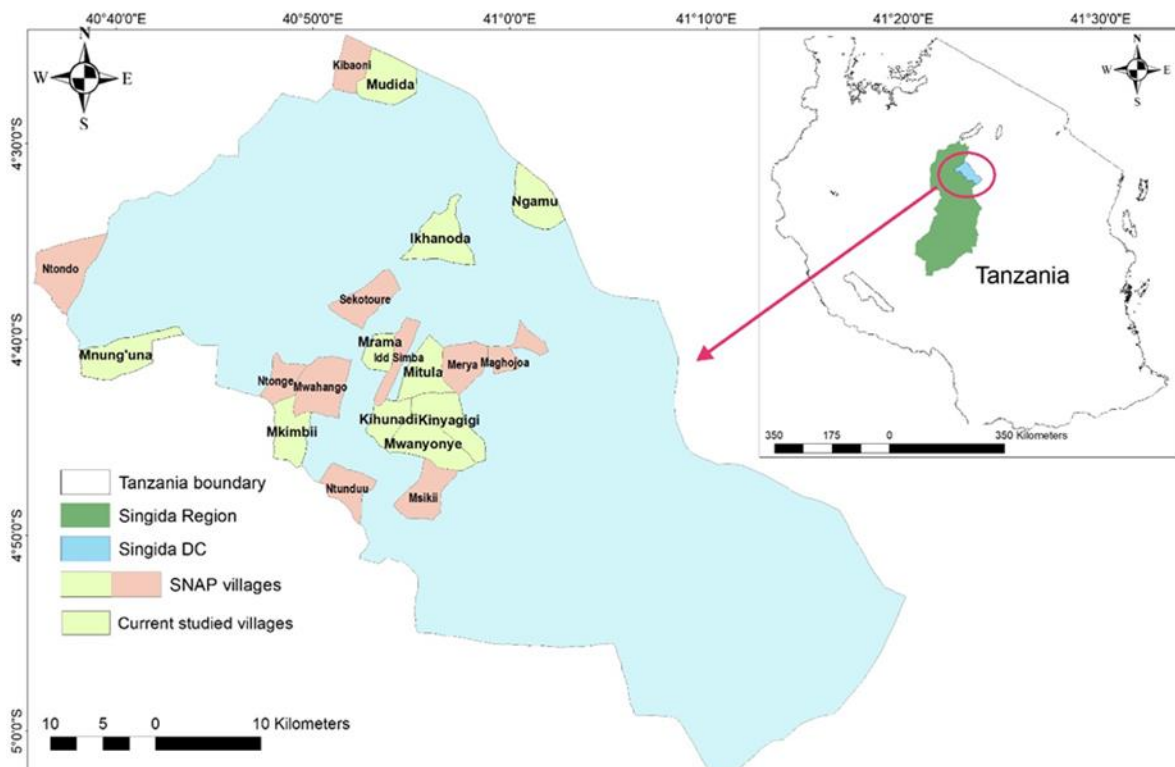 40°40'0"E
40°50'0"E
41°0'0"E
41°10'0"E
41°20'0"E
41°30'0"E
N
W
E
S
Kibaoni
Mudida
4°30'0"S
Ngamu
Ikhanoda
Ntondo
Sekotoure
4°40'0"S
Mnung'una
Mrama
Idd Simba
Mitula
Merya
Maghojoa
Ntonge
Mwahango
Kihunadi
Kinyagigi
Mkimbii
Mwanyonye
Ntunduu
Msikii
4°50'0"S
5°0'0"S
Tanzania boundary
Singida Region
Singida DC
SNAP villages
Current studied villages
10 5 0 10 Kilometers
N
W
E
S
Tanzania
350 175 0 350 Kilometers